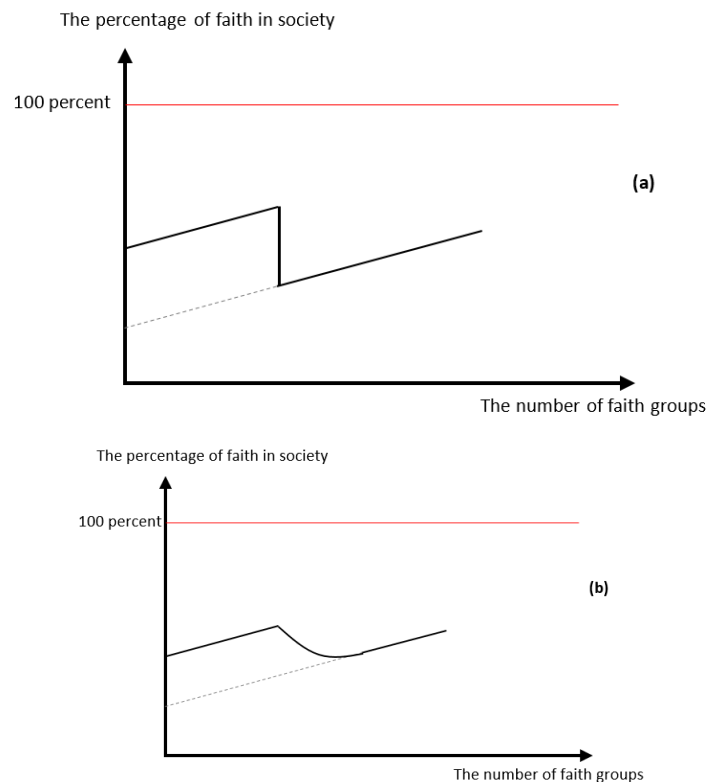 The percentage of faith in society
100 percent
(a)
The number of faith groups
The percentage of faith in society
100 percent
(b)
The number of faith groups